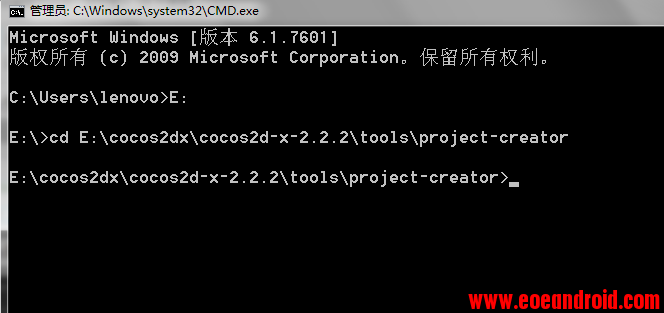 管理员: C:\Windows\system32\CMD.exe
Microsoft Windows [版本 6.1.7601]
版权所有 (c) 2009 Microsoft Corporation。保留所有权利。
C:\Users\lenovo>E:
E:\>cd E:\cocos2dx\cocos2d-x-2.2.2\tools\project-creator
E:\cocos2dx\cocos2d-x-2.2.2\tools\project-creator>_
www.eoeandroid.com